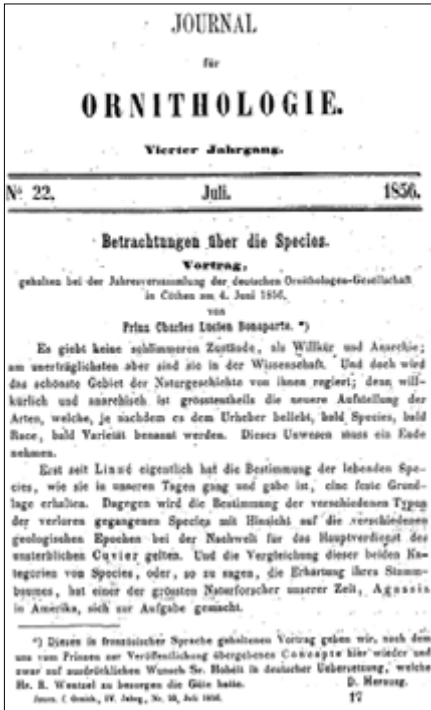 JOURNAL
für
ORNITHOLOGIE.
Vierter Jahrgang.
No 22. Juli. 1856.
Betrachtungen über die Species.
Vortrag,
gehalten bei der Jahresversammlung der deutschen Ornithologen-Gesellschaft
in Cöthen am 4. Juni 1856,
von
Prinz Charles Lucien Bonaparte. *)
Es giebt keine schlimmeren Zustände, als Willkür und Anarchie;
am unerträglichsten aber sind sie in der Wissenschaft. Und doch wird
das schönste Gebiet der Naturgeschichte von ihnen regiert; denn will-
kürlich und anarchisch ist grösstentheils die neuere Aufstellung der
Arten, welche, je nachdem es dem Urheber beliebt, bald Species, bald
Race, bald Varietät benannt werden. Dieses Unwesen muss ein Ende
nehmen.
Erst seit Linné eigentlich hat die Bestimmung der lebenden Spe-
cies, wie sie in unseren Tagen gang und gäbe ist, eine feste Grund-
lage erhalten. Dagegen wird die Bestimmung der verschiedenen Typen
der verloren gegangenen Species mit Hinsicht auf die verschiedenen
geologischen Epochen bei der Nachwelt für das Hauptverdienst des
unsterblichen Cuvier gelten. Und die Vergleichung dieser beiden Ka-
tegorien von Species, oder, so zu sagen, die Erhärtung ihres Stamm-
baumes, hat einer der grössten Naturforscher unserer Zeit, Agassiz
in Amerika, sich zur Aufgabe gemacht.
*) Diesen in französischer Sprache gehaltenen Vortrag geben wir, nach dem
uns vom Prinzen zur Veröffentlichung übergebenen Concepte hier wieder und
zwar auf ausdrücklichen Wunsch Sr. Hoheit in deutscher Uebersetzung, welche
Hr. R. Wentzel zu besorgen die Güte hatte. D. Herausg.
Journ. f. Ornith., IV. Jahrg., Nr. 22, Juli 1856. 17